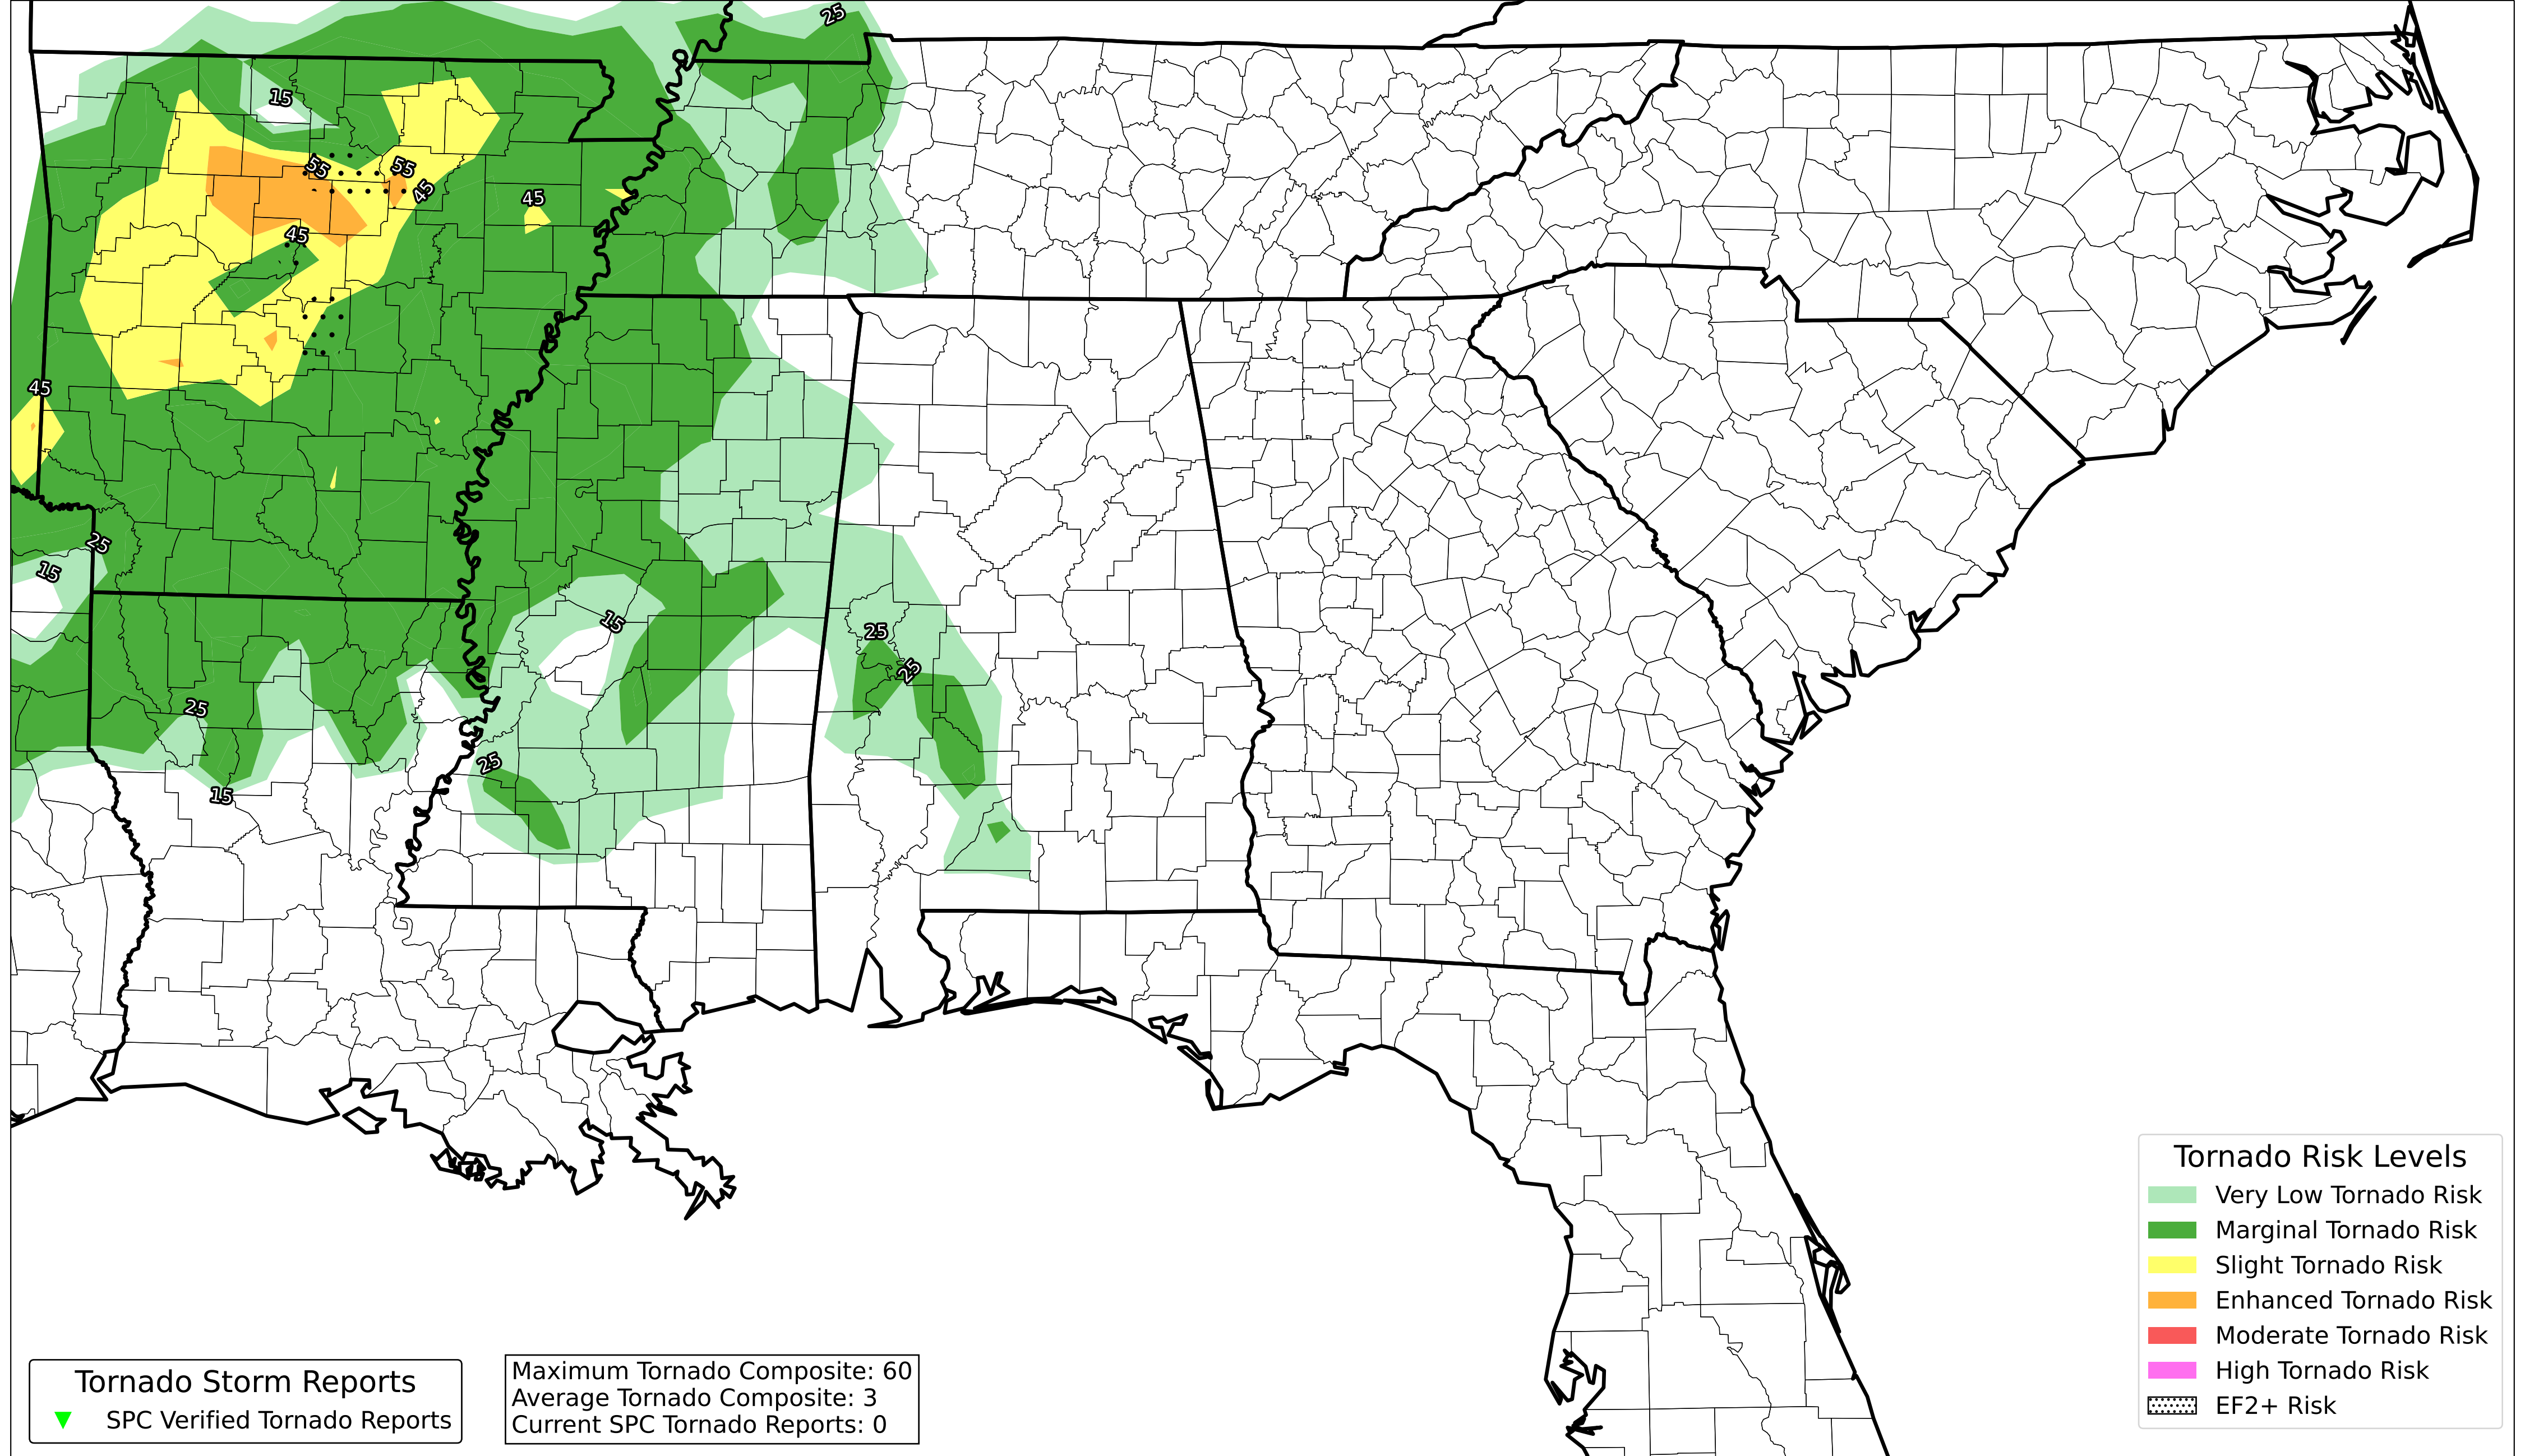 25
15
55
55
45
45
45
45
25
15
15
25
25
25
25
15
Tornado Risk Levels
Very Low Tornado Risk
Marginal Tornado Risk
Slight Tornado Risk
Enhanced Tornado Risk
Moderate Tornado Risk
High Tornado Risk
EF2+ Risk
Tornado Storm Reports
SPC Verified Tornado Reports
Maximum Tornado Composite: 60
Average Tornado Composite: 3
Current SPC Tornado Reports: 0